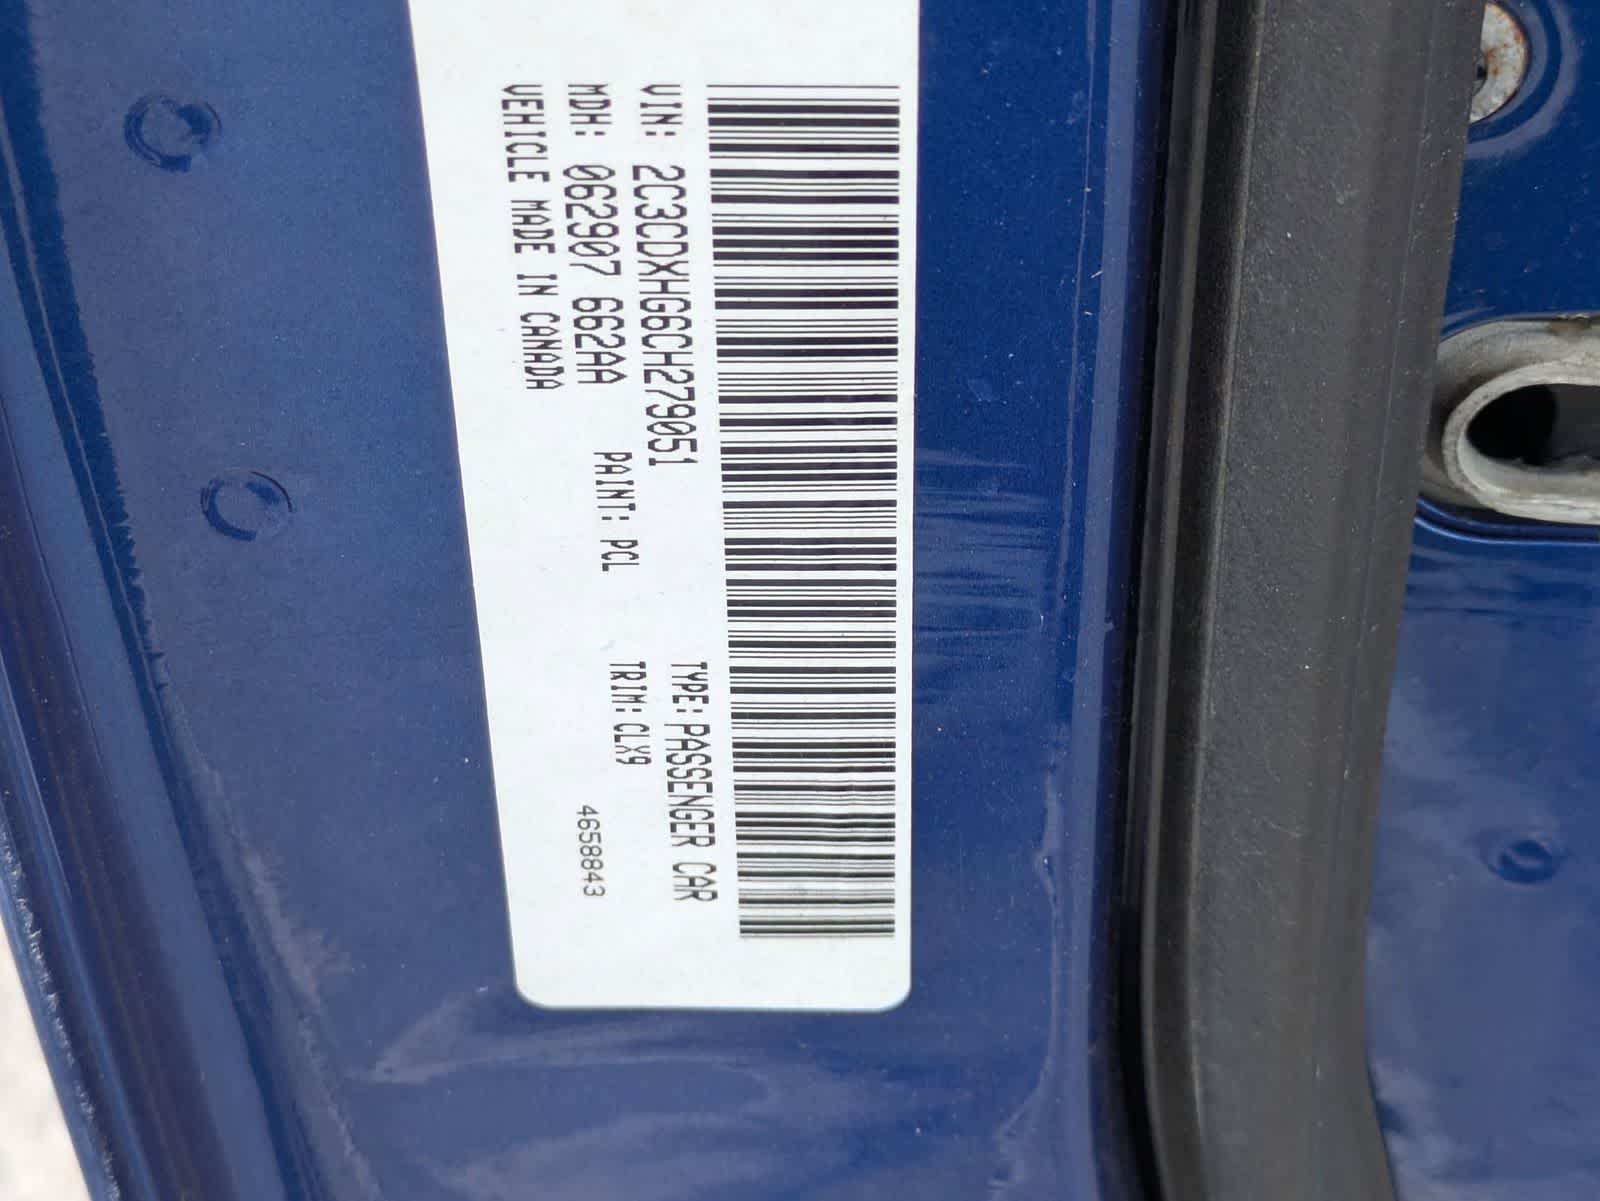 VIN: 2C3CDXHG6CH279051 TYPE: PASSENGER CAR
MDH: 062907 662AA PAINT: PCL TRIM: CLX9
VEHICLE MADE IN CANADA 4658843